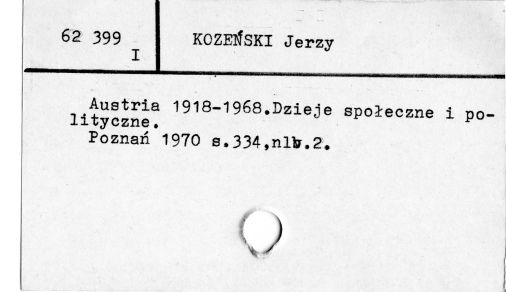 62 399
I
KOZEŃSKI Jerzy
Austria 1918-1968.Dzieje społeczne i po-
lityczne.
Poznań 1970 s.334,nlb.2.